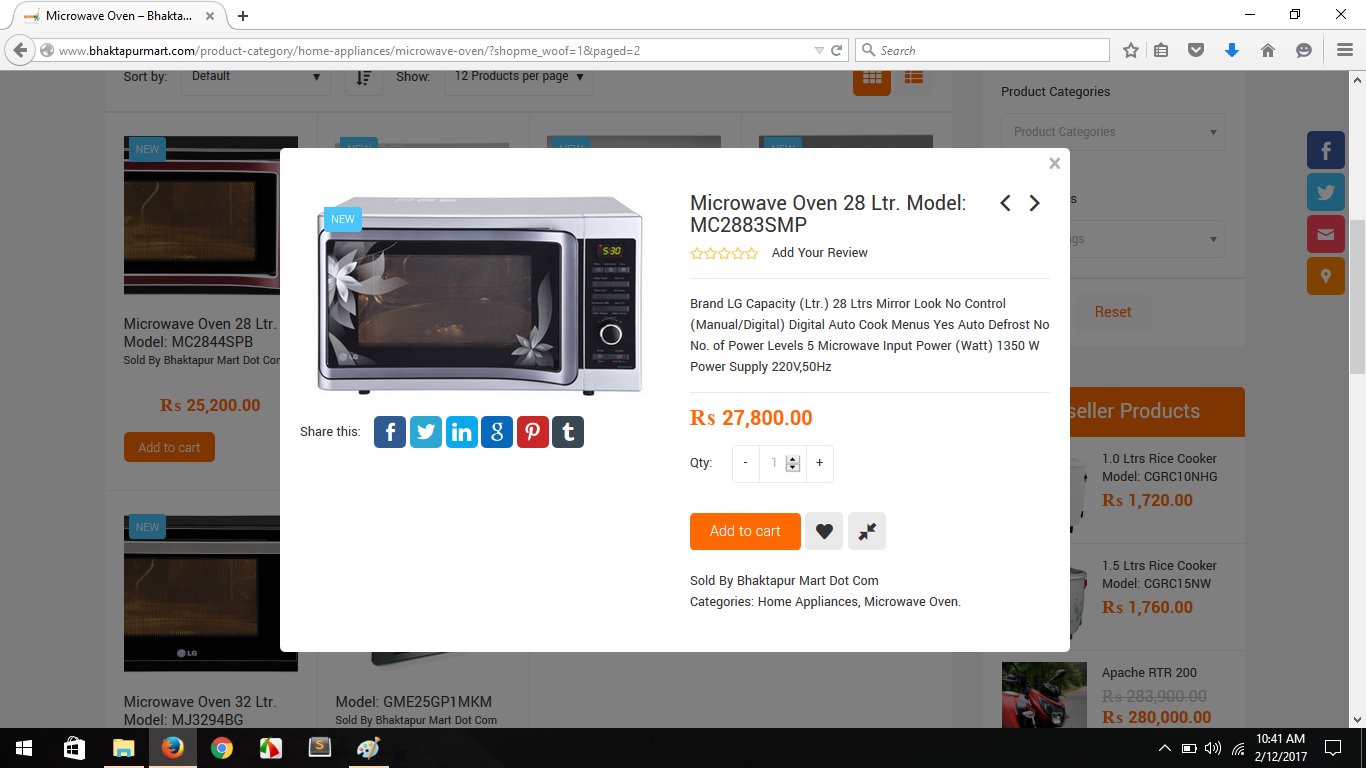 Microwave Oven – Bhakta...
www.bhaktapurmart.com/product-category/home-appliances/microwave-oven/?shopme_woof=1&paged=2
Search
Sort by:
Default
Show:
12 Products per page
Product Categories
Product Categories
NEW
NEW
NEW
NEW
Microwave Oven 28 Ltr.
Model: MC2844SPB
Sold By Bhaktapur Mart Dot Com
Rs 25,200.00
Add to cart
NEW
LG
Microwave Oven 32 Ltr.
Model: MJ3294BG
Model: GME25GP1MKM
Sold By Bhaktapur Mart Dot Com
x
NEW
5:30
LG
Share this:
Microwave Oven 28 Ltr. Model:
MC2883SMP
Add Your Review
Brand LG Capacity (Ltr.) 28 Ltrs Mirror Look No Control
(Manual/Digital) Digital Auto Cook Menus Yes Auto Defrost No
No. of Power Levels 5 Microwave Input Power (Watt) 1350 W
Power Supply 220V,50Hz
Rs 27,800.00
Qty:
-
1
+
Add to cart
Sold By Bhaktapur Mart Dot Com
Categories: Home Appliances, Microwave Oven.
Reset
seller Products
1.0 Ltrs Rice Cooker
Model: CGRC10NHG
Rs 1,720.00
1.5 Ltrs Rice Cooker
Model: CGRC15NW
Rs 1,760.00
Apache RTR 200
Rs 283,900.00
Rs 280,000.00
10:41 AM
2/12/2017